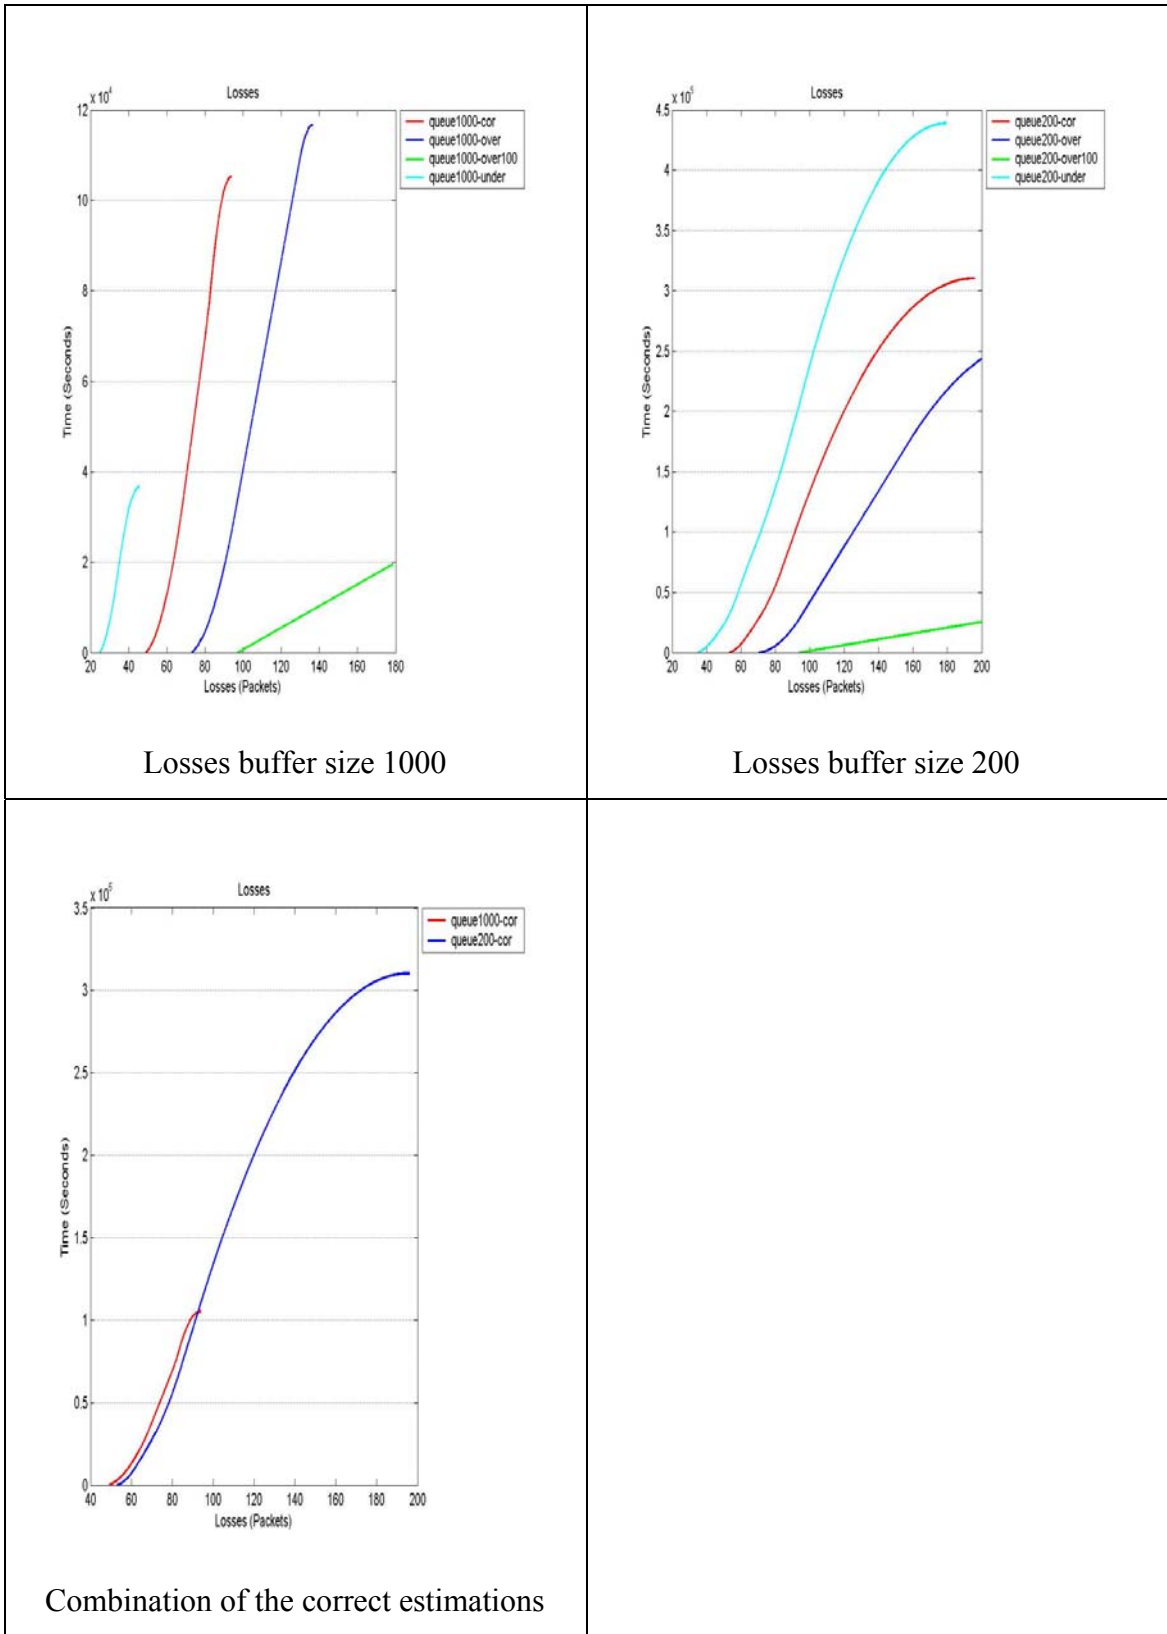 Losses
x 10^4
queue1000-cor
queue1000-over
queue1000-over100
queue1000-under
12
10
8
6
4
2
0
Time (Seconds)
20 40 60 80 100 120 140 160 180
Losses (Packets)
Losses buffer size 1000
Losses
x 10^5
queue200-cor
queue200-over
queue200-over100
queue200-under
4.5
4
3.5
3
2.5
2
1.5
1
0.5
0
Time (Seconds)
20 40 60 80 100 120 140 160 180 200
Losses (Packets)
Losses buffer size 200
Losses
x 10^5
queue1000-cor
queue200-cor
3.5
3
2.5
2
1.5
1
0.5
0
Time (Seconds)
40 60 80 100 120 140 160 180 200
Losses (Packets)
Combination of the correct estimations